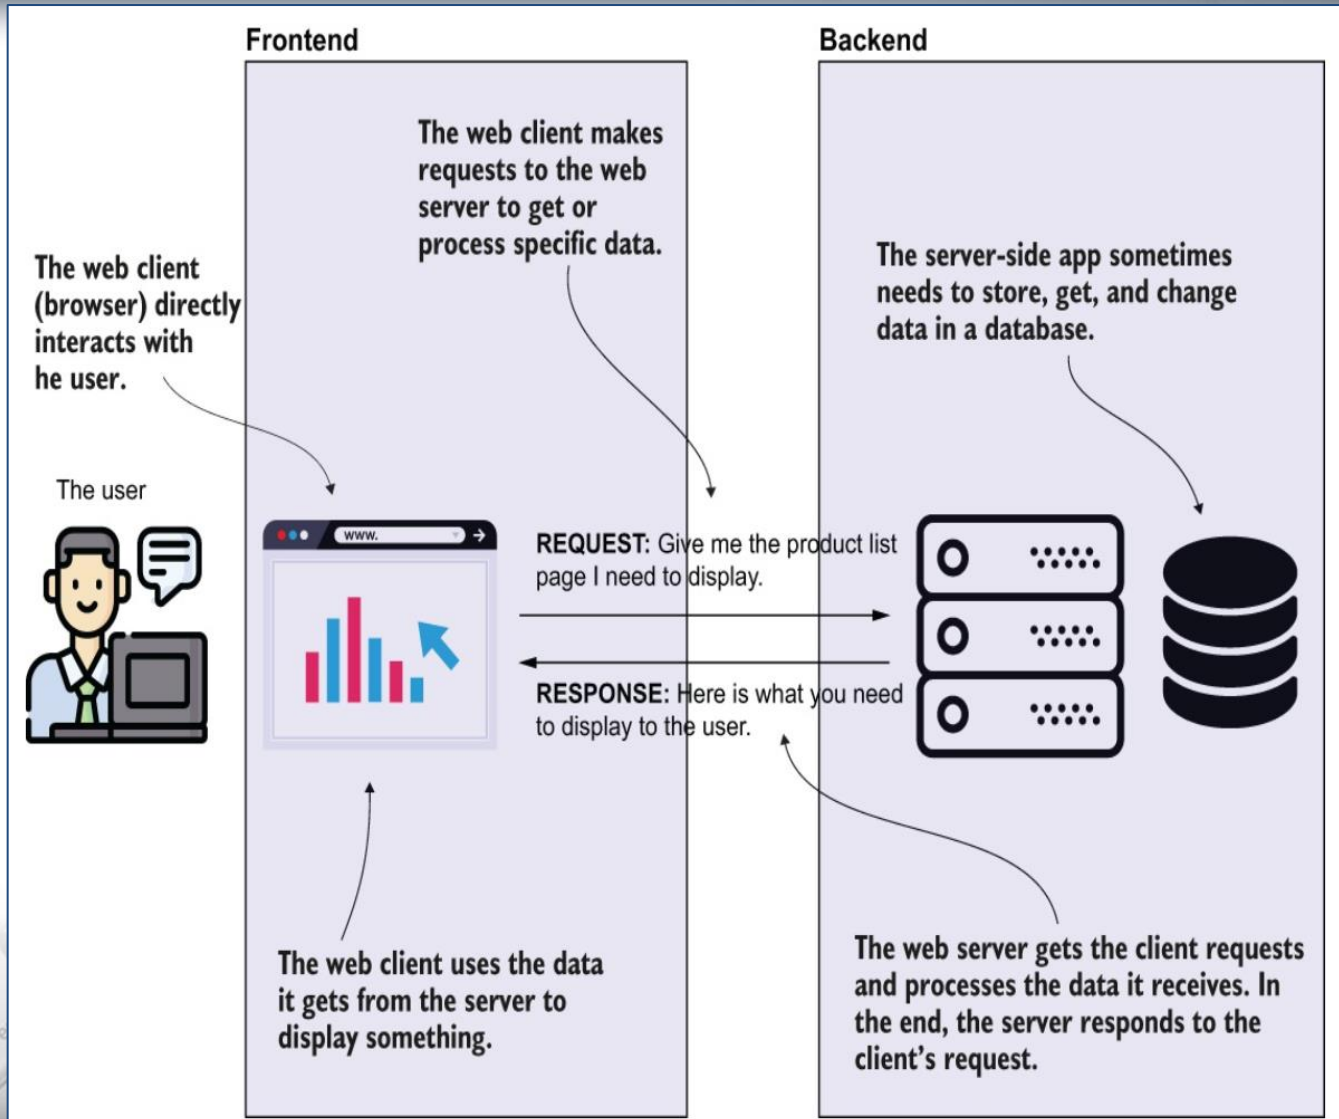 Frontend
Backend
The web client makes
requests to the web
server to get or
process specific data.
The web client
(browser) directly
interacts with
he user.
The server-side app sometimes
needs to store, get, and change
data in a database.
The user
www.
REQUEST: Give me the product list
page I need to display.
RESPONSE: Here is what you need
to display to the user.
The web client uses the data
it gets from the server to
display something.
The web server gets the client requests
and processes the data it receives. In
the end, the server responds to the
client's request.